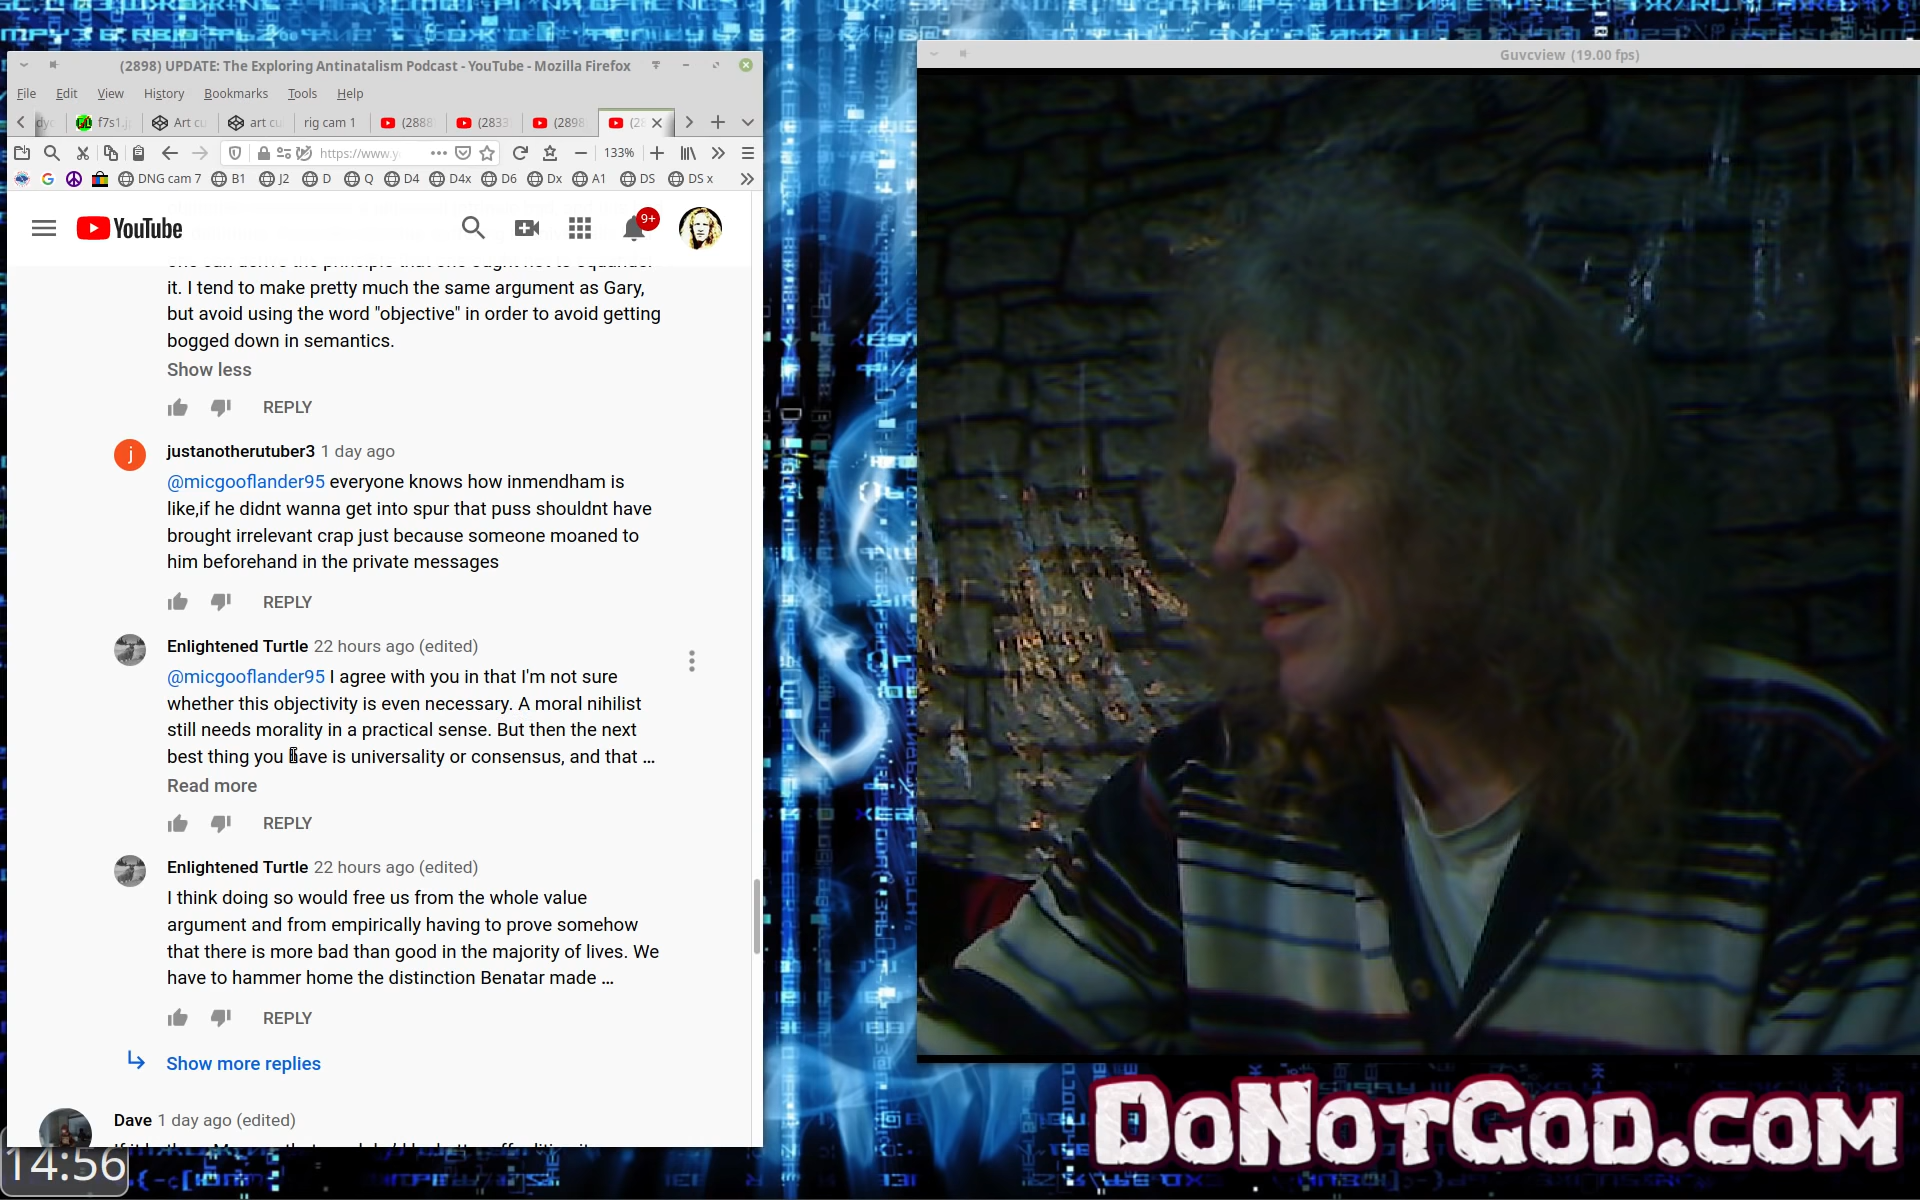 (2898) UPDATE: The Exploring Antinatalism Podcast - YouTube - Mozilla Firefox
File Edit View History Bookmarks Tools Help
f7s1.j Art cu art cu rig cam 1 (2888 (2833 (2898 (28
https://www.y 133%
DNG cam 7 B1 J2 D Q D4 D4x D6 Dx A1 DS DS x
YouTube 9+
it. I tend to make pretty much the same argument as Gary,
but avoid using the word "objective" in order to avoid getting
bogged down in semantics.
Show less
REPLY
j justanotherutuber3 1 day ago
@micgooflander95 everyone knows how inmendham is
like,if he didnt wanna get into spur that puss shouldnt have
brought irrelevant crap just because someone moaned to
him beforehand in the private messages
REPLY
Enlightened Turtle 22 hours ago (edited)
@micgooflander95 I agree with you in that I'm not sure
whether this objectivity is even necessary. A moral nihilist
still needs morality in a practical sense. But then the next
best thing you have is universality or consensus, and that ...
Read more
REPLY
Enlightened Turtle 22 hours ago (edited)
I think doing so would free us from the whole value
argument and from empirically having to prove somehow
that there is more bad than good in the majority of lives. We
have to hammer home the distinction Benatar made ...
REPLY
Show more replies
Dave 1 day ago (edited)
14:56
Guvcview (19.00 fps)
DONOTGOD.COM